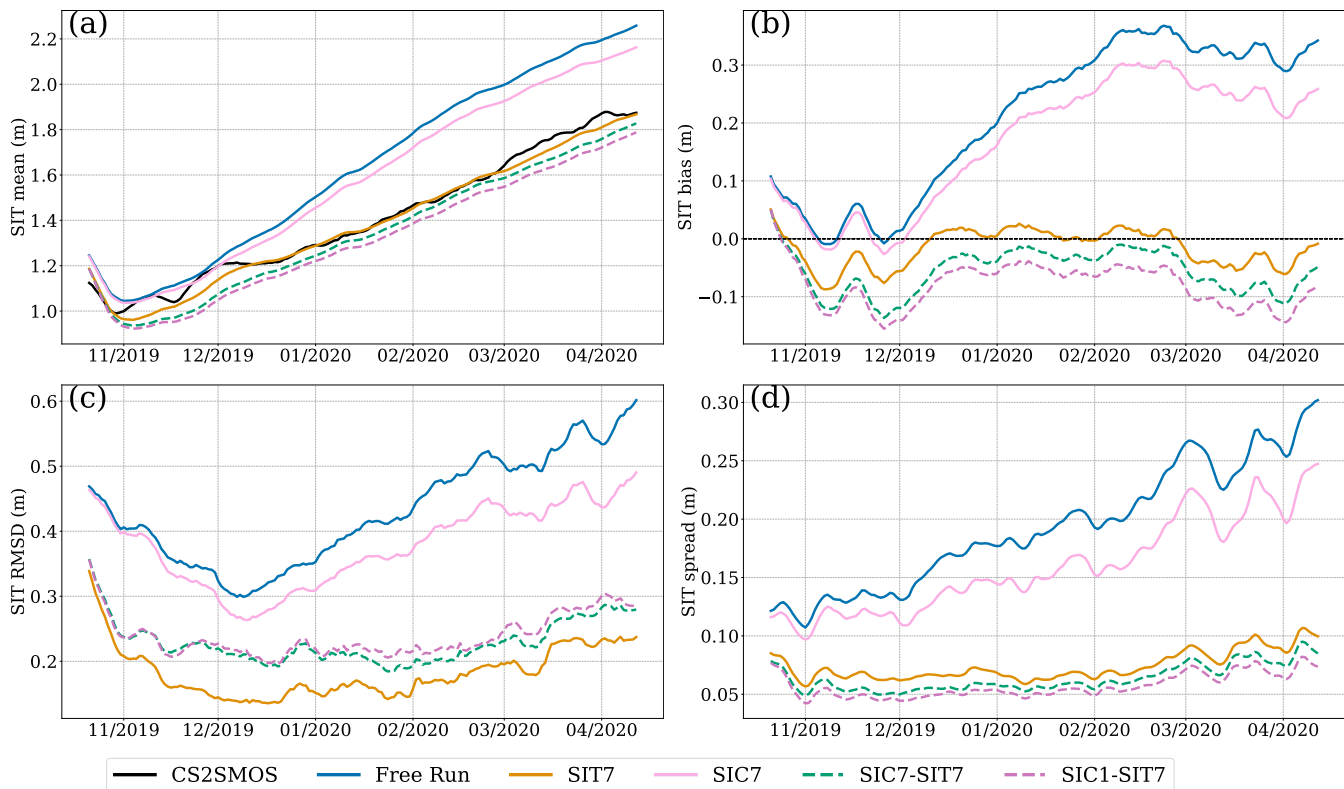 (a)
SIT mean (m)
2.2
2.0
1.8
1.6
1.4
1.2
1.0
11/2019 12/2019 01/2020 02/2020 03/2020 04/2020
(b)
SIT bias (m)
0.3
0.2
0.1
0.0
−0.1
11/2019 12/2019 01/2020 02/2020 03/2020 04/2020
(c)
SIT RMSD (m)
0.6
0.5
0.4
0.3
0.2
11/2019 12/2019 01/2020 02/2020 03/2020 04/2020
(d)
SIT spread (m)
0.30
0.25
0.20
0.15
0.10
0.05
11/2019 12/2019 01/2020 02/2020 03/2020 04/2020
CS2SMOS Free Run SIT7 SIC7 SIC7-SIT7 SIC1-SIT7